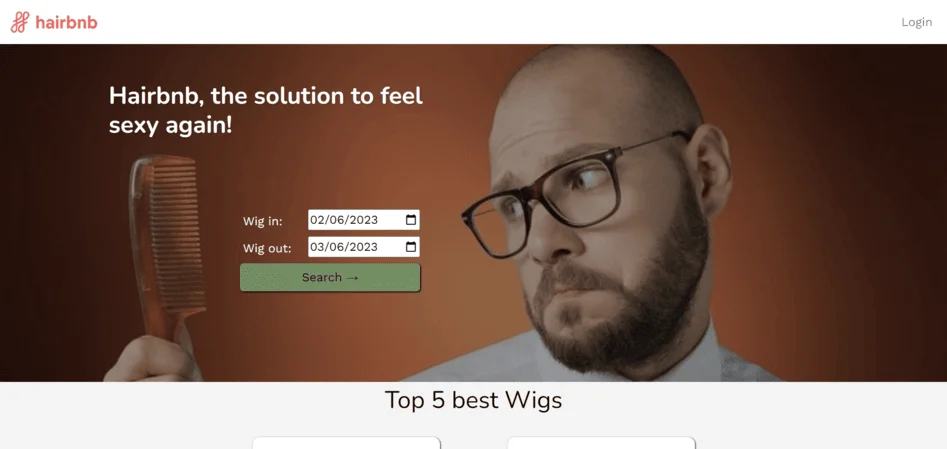 hairbnb
Login
Hairbnb, the solution to feel
sexy again!
Wig in: 02/06/2023
Wig out: 03/06/2023
Search →
Top 5 best Wigs